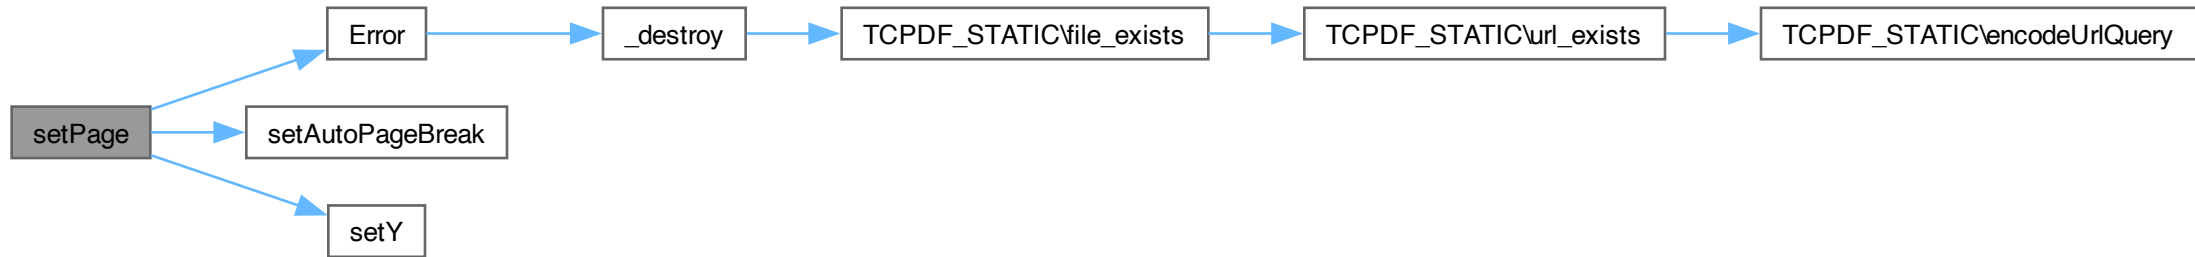 Error
_destroy
TCPDF_STATIC\file_exists
TCPDF_STATIC\url_exists
TCPDF_STATIC\encodeUrlQuery
setPage
setAutoPageBreak
setY